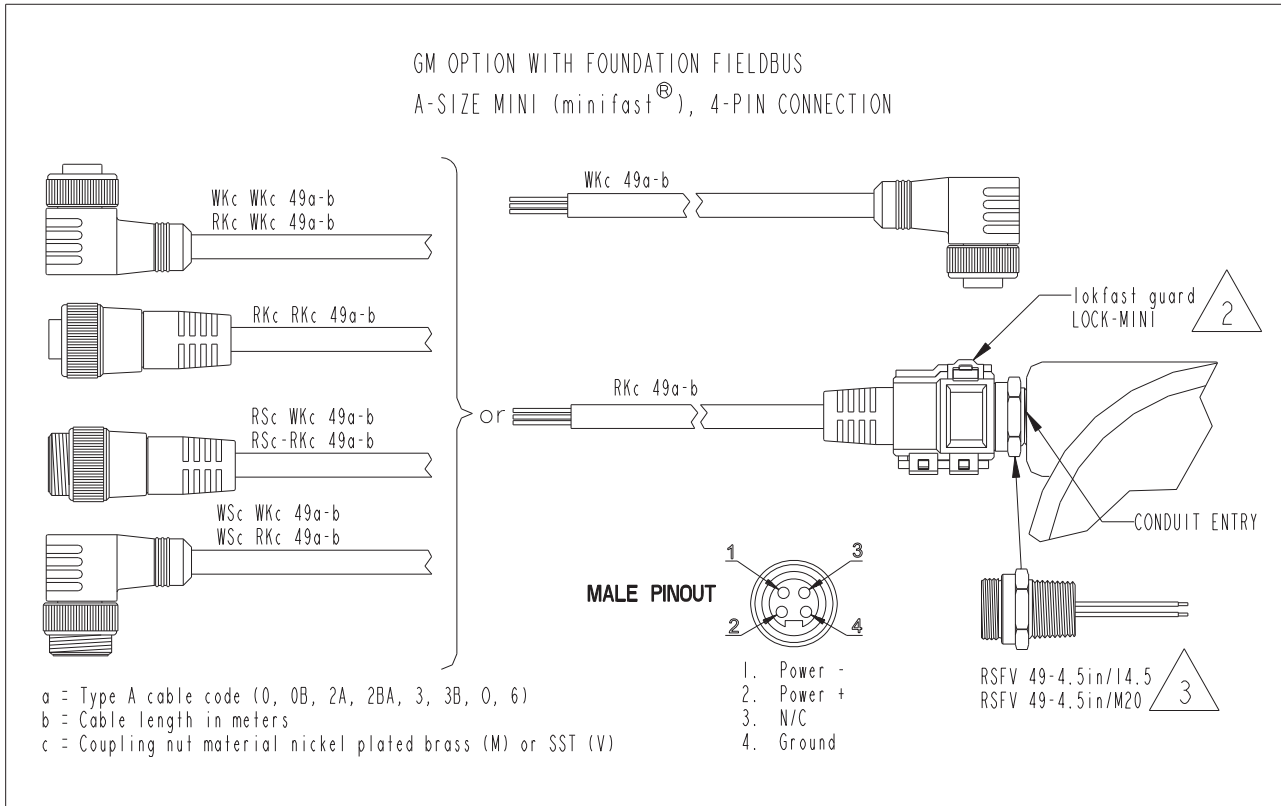 GM OPTION WITH FOUNDATION FIELDBUS
A-SIZE MINI (minifast®), 4-PIN CONNECTION
WKc WKc 49a-b
RKc WKc 49a-b
RKc RKc 49a-b
RSc WKc 49a-b
RSc-RKc 49a-b
WSc WKc 49a-b
WSc RKc 49a-b
or
WKc 49a-b
lokfast guard
LOCK-MINI
2
RKc 49a-b
CONDUIT ENTRY
MALE PINOUT
1
3
2
4
1. Power -
2. Power +
3. N/C
4. Ground
RSFV 49-4.5in/14.5
RSFV 49-4.5in/M20
3
a = Type A cable code (0, 0B, 2A, 2BA, 3, 3B, O, 6)
b = Cable length in meters
c = Coupling nut material nickel plated brass (M) or SST (V)